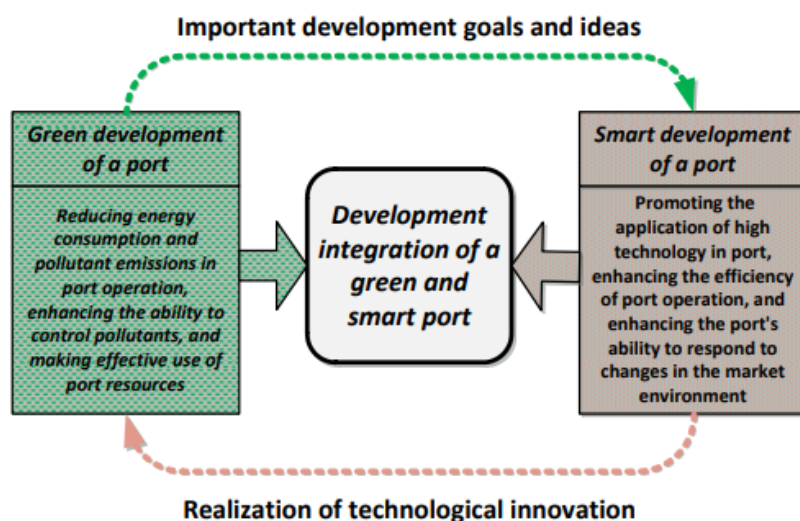 Important development goals and ideas
Green development
of a port
Reducing energy
consumption and
pollutant emissions in
port operation,
enhancing the ability to
control pollutants, and
making effective use of
port resources
Development
integration of a
green and
smart port
Smart development
of a port
Promoting the
application of high
technology in port,
enhancing the efficiency
of port operation, and
enhancing the port's
ability to respond to
changes in the market
environment
Realization of technological innovation